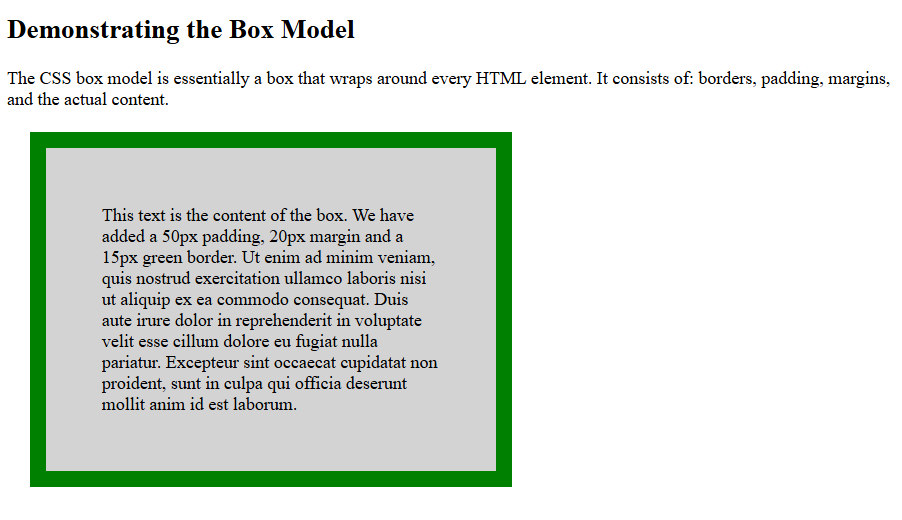 Demonstrating the Box Model
The CSS box model is essentially a box that wraps around every HTML element. It consists of: borders, padding, margins,
and the actual content.
This text is the content of the box. We have
added a 50px padding, 20px margin and a
15px green border. Ut enim ad minim veniam,
quis nostrud exercitation ullamco laboris nisi
ut aliquip ex ea commodo consequat. Duis
aute irure dolor in reprehenderit in voluptate
velit esse cillum dolore eu fugiat nulla
pariatur. Excepteur sint occaecat cupidatat non
proident, sunt in culpa qui officia deserunt
mollit anim id est laborum.